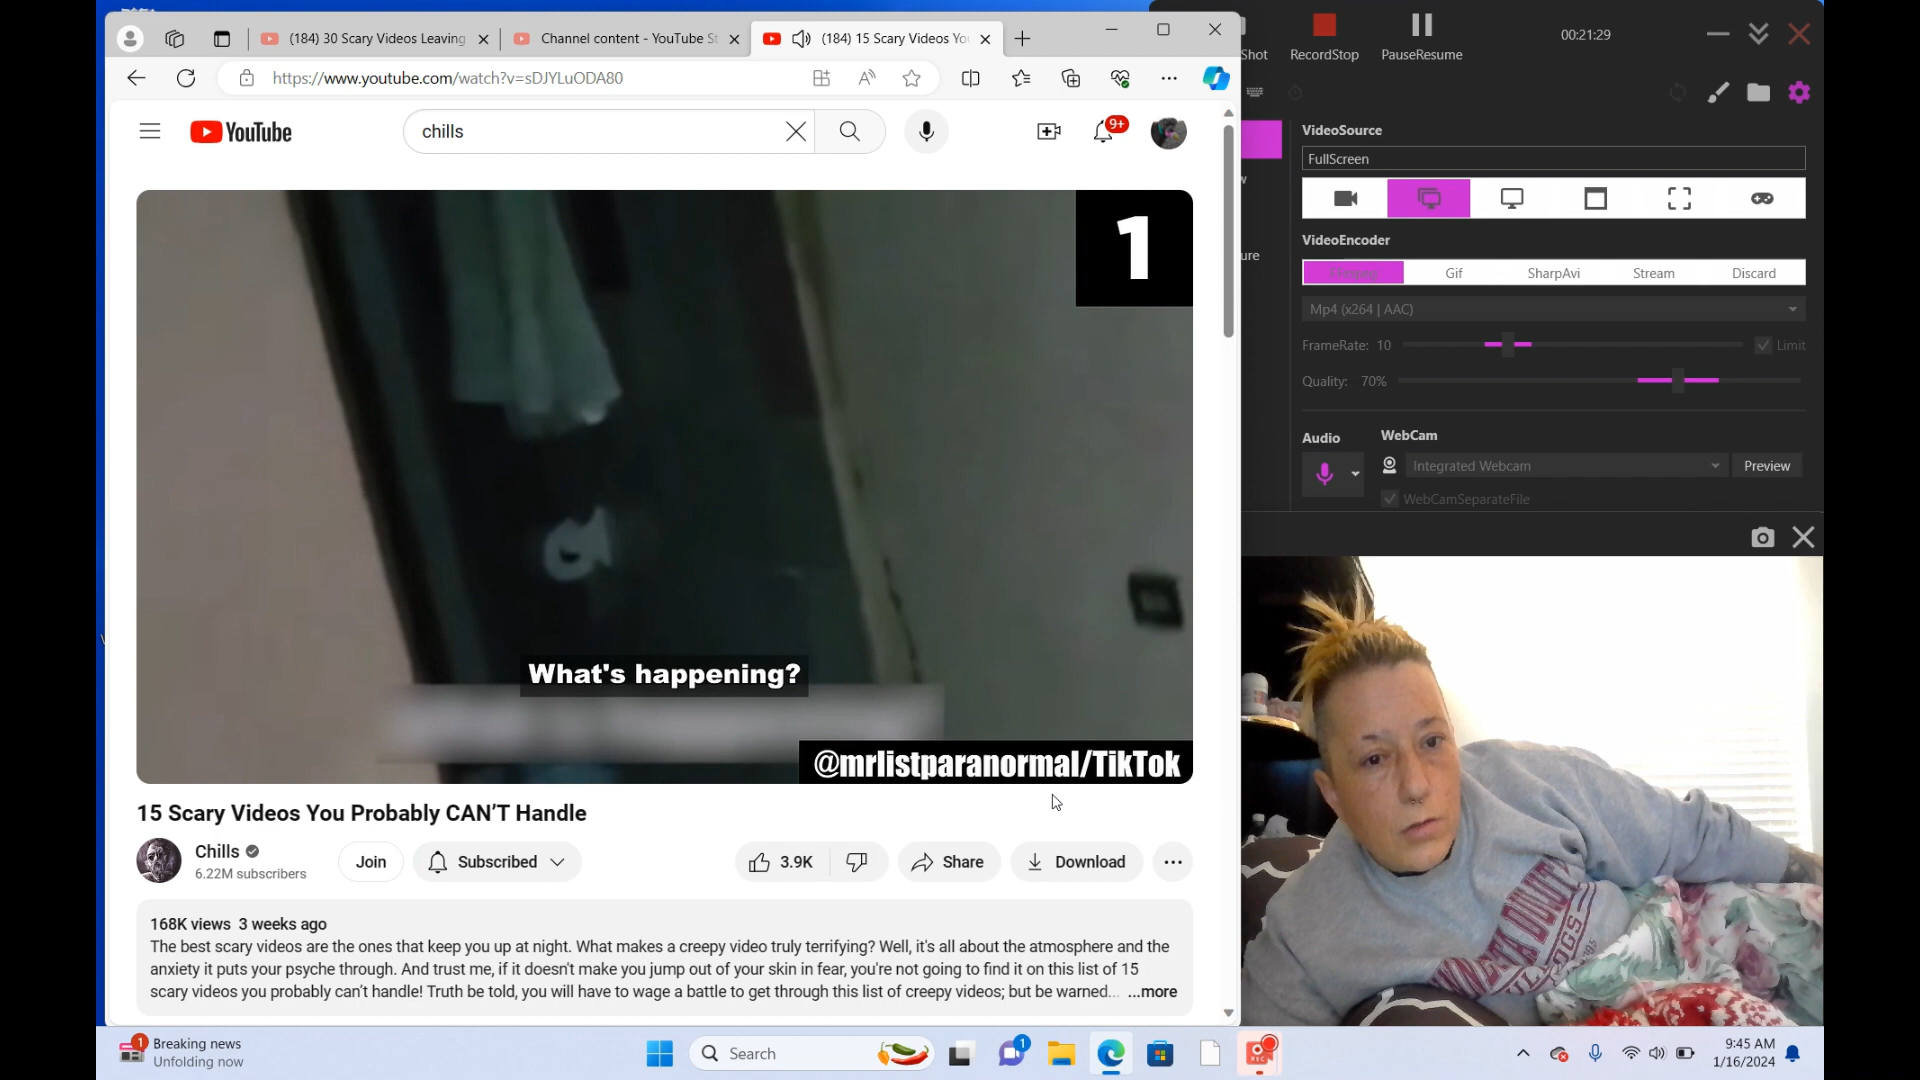 (184) 30 Scary Videos Leaving
Channel content - YouTube St
(184) 15 Scary Videos Yo
Shot
RecordStop
PauseResume
00:21:29
https://www.youtube.com/watch?v=sDJYLuODA80
YouTube
chills
9+
VideoSource
FullScreen
w
ure
VideoEncoder
Gif
SharpAvi
Stream
Discard
Mp4 (x264 | AAC)
FrameRate: 10
Limit
Quality: 70%
Audio
WebCam
Integrated Webcam
Preview
WebCamSeparateFile
1
What's happening?
@mrlistparanormal/TikTok
15 Scary Videos You Probably CAN'T Handle
Chills
6.22M subscribers
Join
Subscribed
3.9K
Share
Download
168K views 3 weeks ago
The best scary videos are the ones that keep you up at night. What makes a creepy video truly terrifying? Well, it's all about the atmosphere and the
anxiety it puts your psyche through. And trust me, if it doesn't make you jump out of your skin in fear, you're not going to find it on this list of 15
scary videos you probably can't handle! Truth be told, you will have to wage a battle to get through this list of creepy videos; but be warned... ...more
1
Breaking news
Unfolding now
Search
1
REC
9:45 AM
1/16/2024